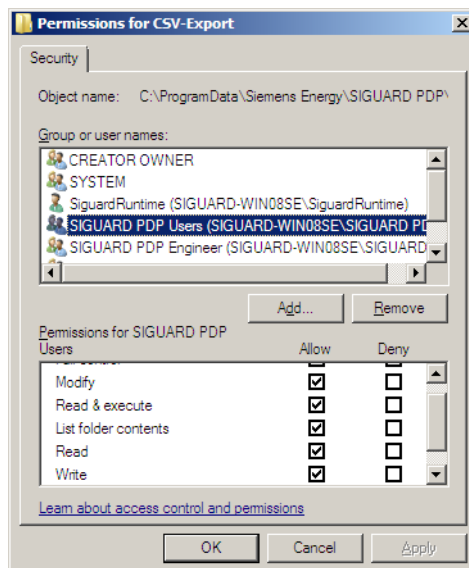 Permissions for CSV-Export
Security
Object name: C:\ProgramData\Siemens Energy\SIGUARD PDP\
Group or user names:
CREATOR OWNER
SYSTEM
SiguardRuntime (SIGUARD-WIN08SE\SiguardRuntime)
SIGUARD PDP Users (SIGUARD-WIN08SE\SIGUARD PD
SIGUARD PDP Engineer (SIGUARD-WIN08SE\SIGUARD
Add...
Remove
Permissions for SIGUARD PDP
Users Allow Deny
Modify
Read & execute
List folder contents
Read
Write
Learn about access control and permissions
OK Cancel Apply